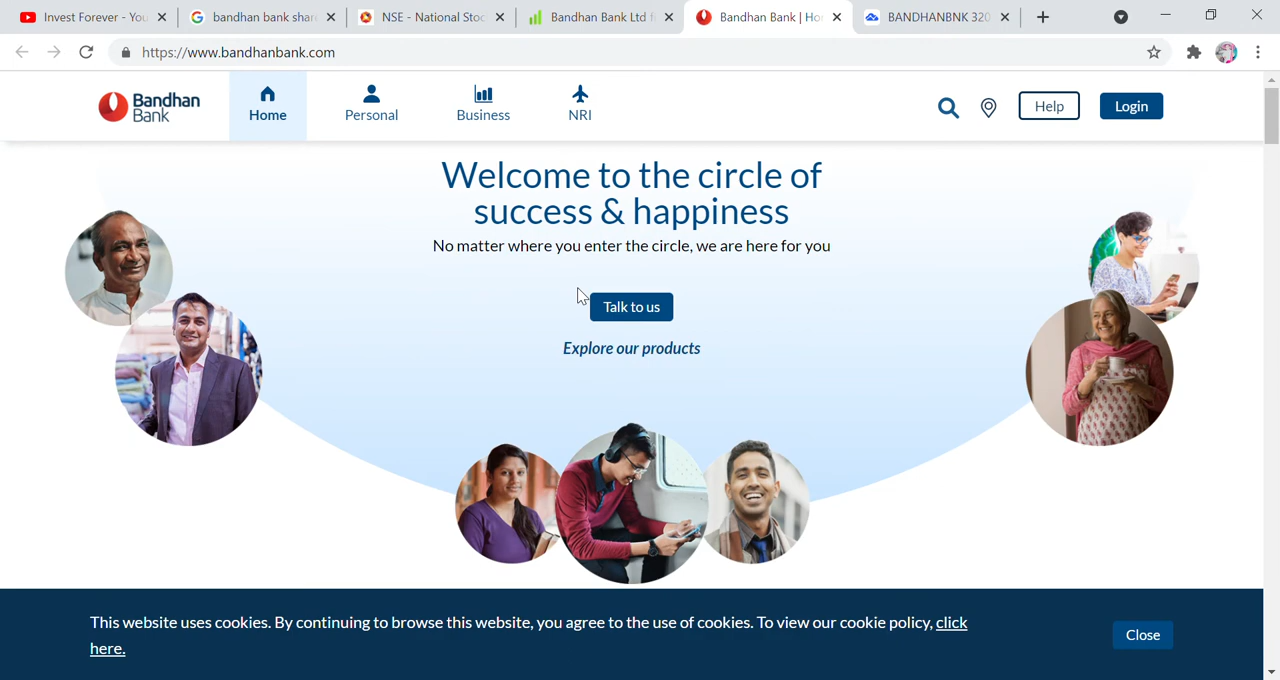 Invest Forever - You
bandhan bank shar
NSE - National Stoc
Bandhan Bank Ltd fi
Bandhan Bank | Ho
BANDHANBNK 320
https://www.bandhanbank.com
Bandhan
Bank
Home
Personal
Business
NRI
Help
Login
Welcome to the circle of
success & happiness
No matter where you enter the circle, we are here for you
Talk to us
Explore our products
This website uses cookies. By continuing to browse this website, you agree to the use of cookies. To view our cookie policy, click
here.
Close